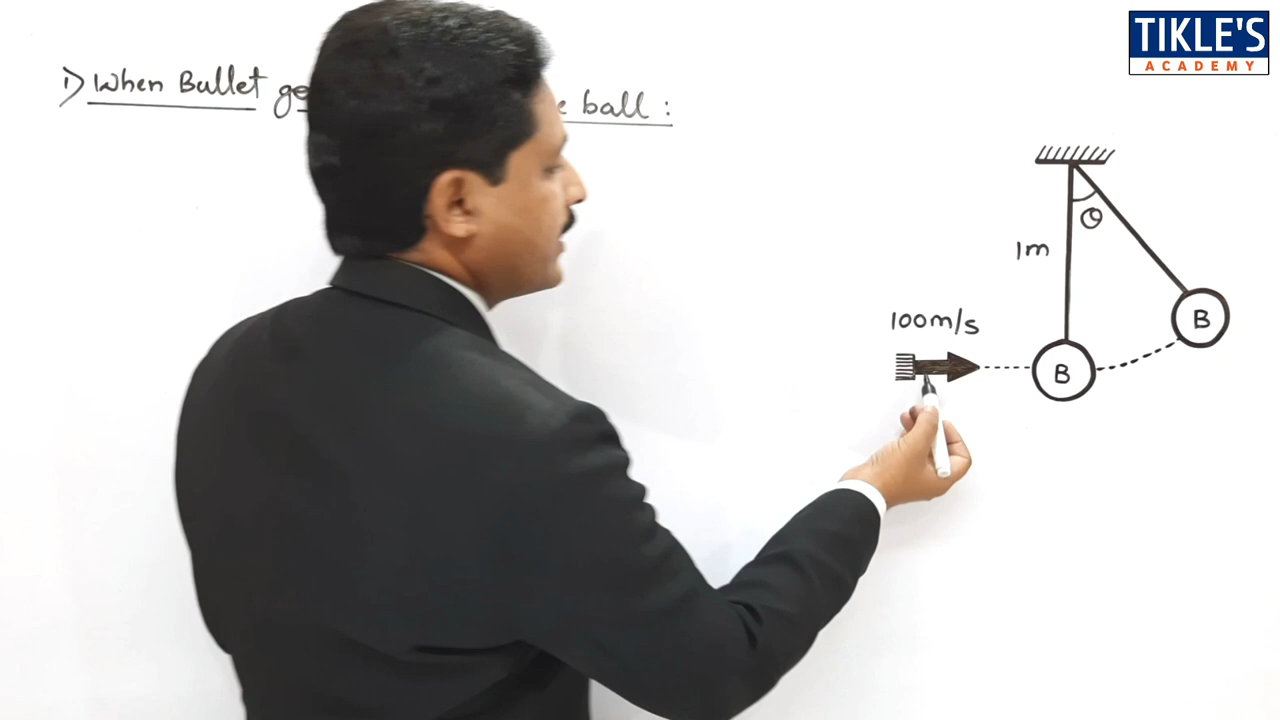 TIKLE'S
ACADEMY
1) When Bullet ge ball :
θ
1m
100m/s
B
B